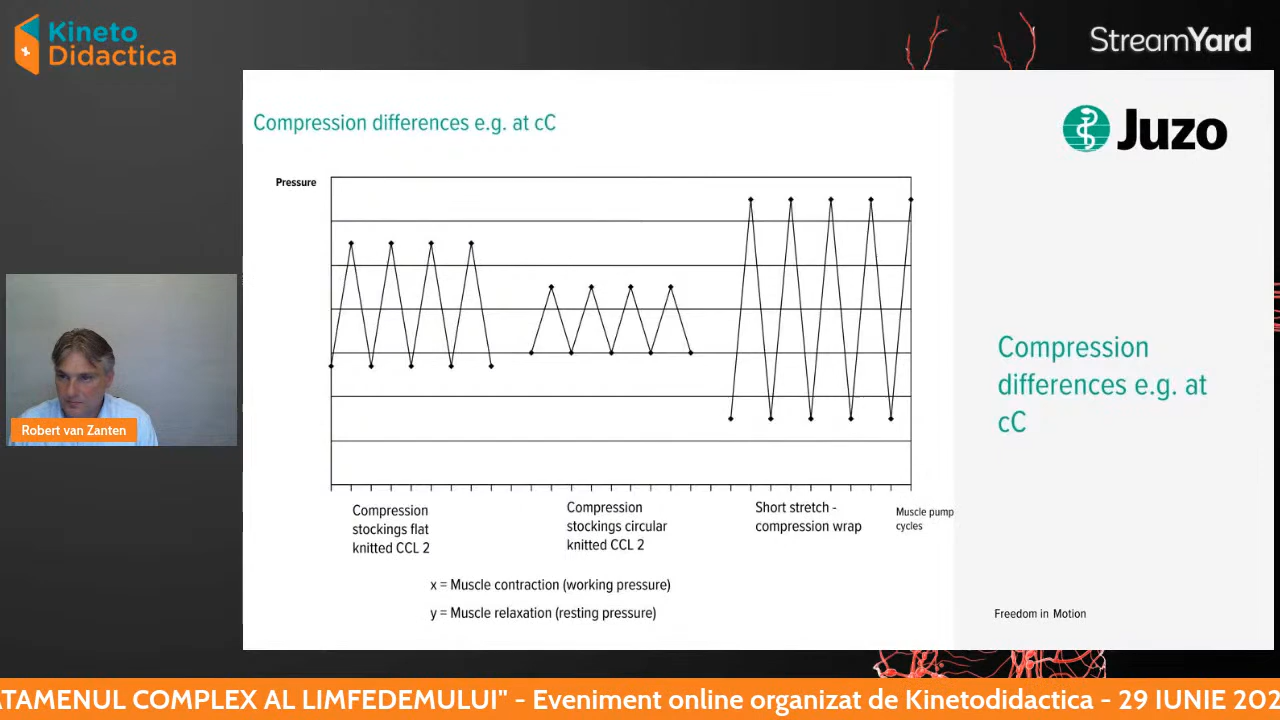 Kineto
Didactica
StreamYard
Compression differences e.g. at cC
Juzo
Pressure
Compression
differences e.g. at
cC
Robert van Zanten
Compression
stockings flat
knitted CCL 2
Compression
stockings circular
knitted CCL 2
Short stretch -
compression wrap
Muscle pump
cycles
x = Muscle contraction (working pressure)
y = Muscle relaxation (resting pressure)
Freedom in Motion
COMPLEX AL LIMFEDEMULUI" - Eveniment online organizat de Kinetodidactica - 29 IUNIE